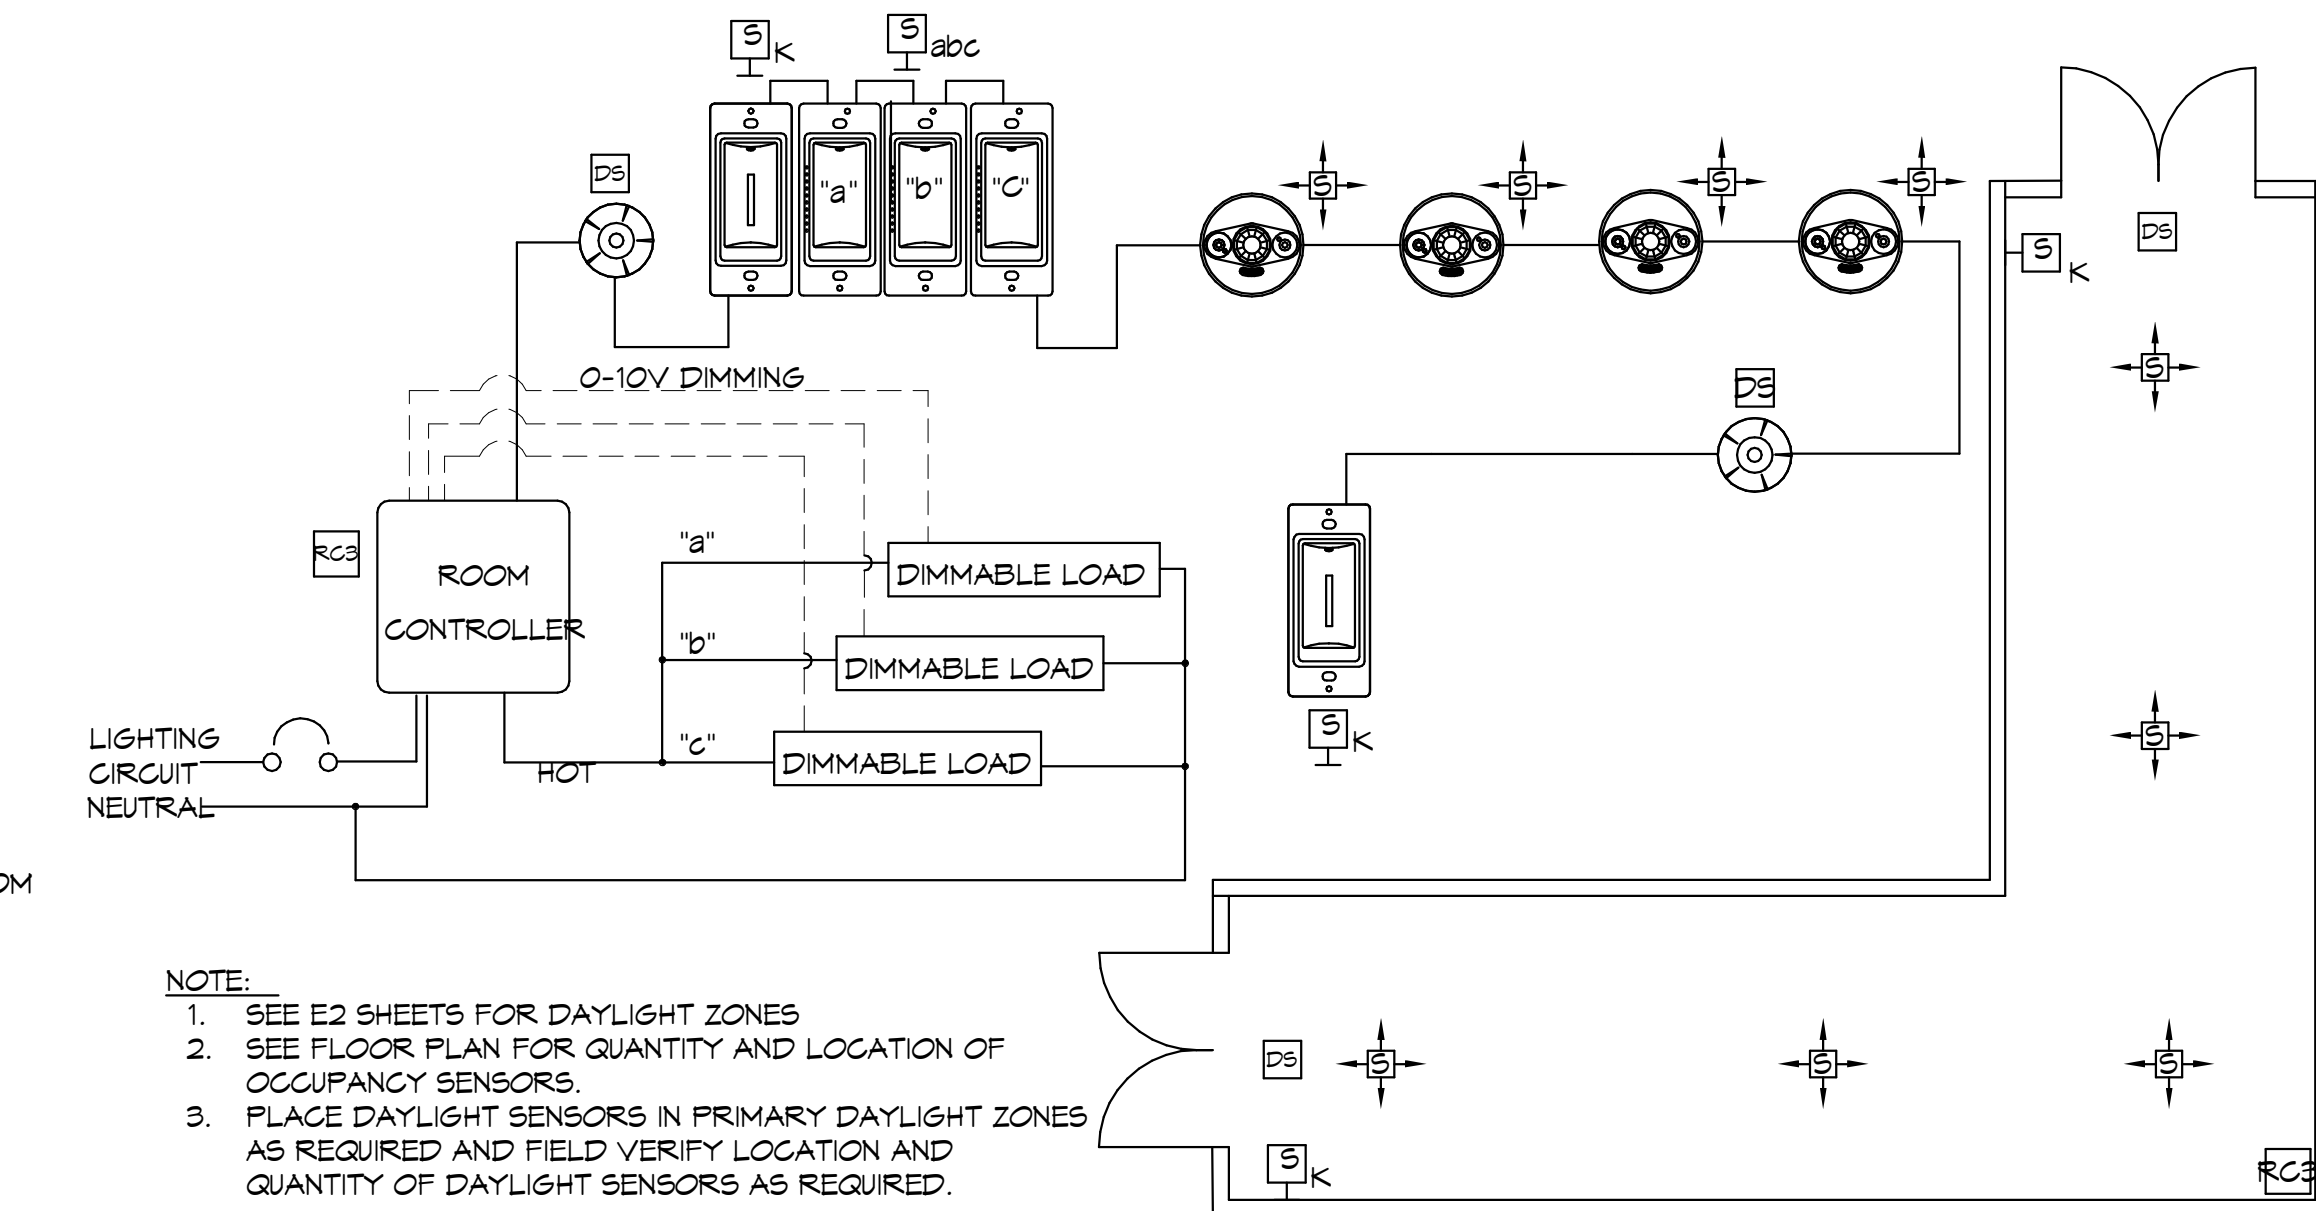 S
K
S
abc
DS
"a"
"b"
"C"
S
S
S
S
DS
S
K
0-10V DIMMING
S
DS
RC3
ROOM
CONTROLLER
"a"
DIMMABLE LOAD
"b"
DIMMABLE LOAD
"c"
DIMMABLE LOAD
S
K
S
LIGHTING
CIRCUIT
NEUTRAL
HOT
OM
NOTE:
1. SEE E2 SHEETS FOR DAYLIGHT ZONES
2. SEE FLOOR PLAN FOR QUANTITY AND LOCATION OF
OCCUPANCY SENSORS.
3. PLACE DAYLIGHT SENSORS IN PRIMARY DAYLIGHT ZONES
AS REQUIRED AND FIELD VERIFY LOCATION AND
QUANTITY OF DAYLIGHT SENSORS AS REQUIRED.
DS
S
S
S
S
K
RC3